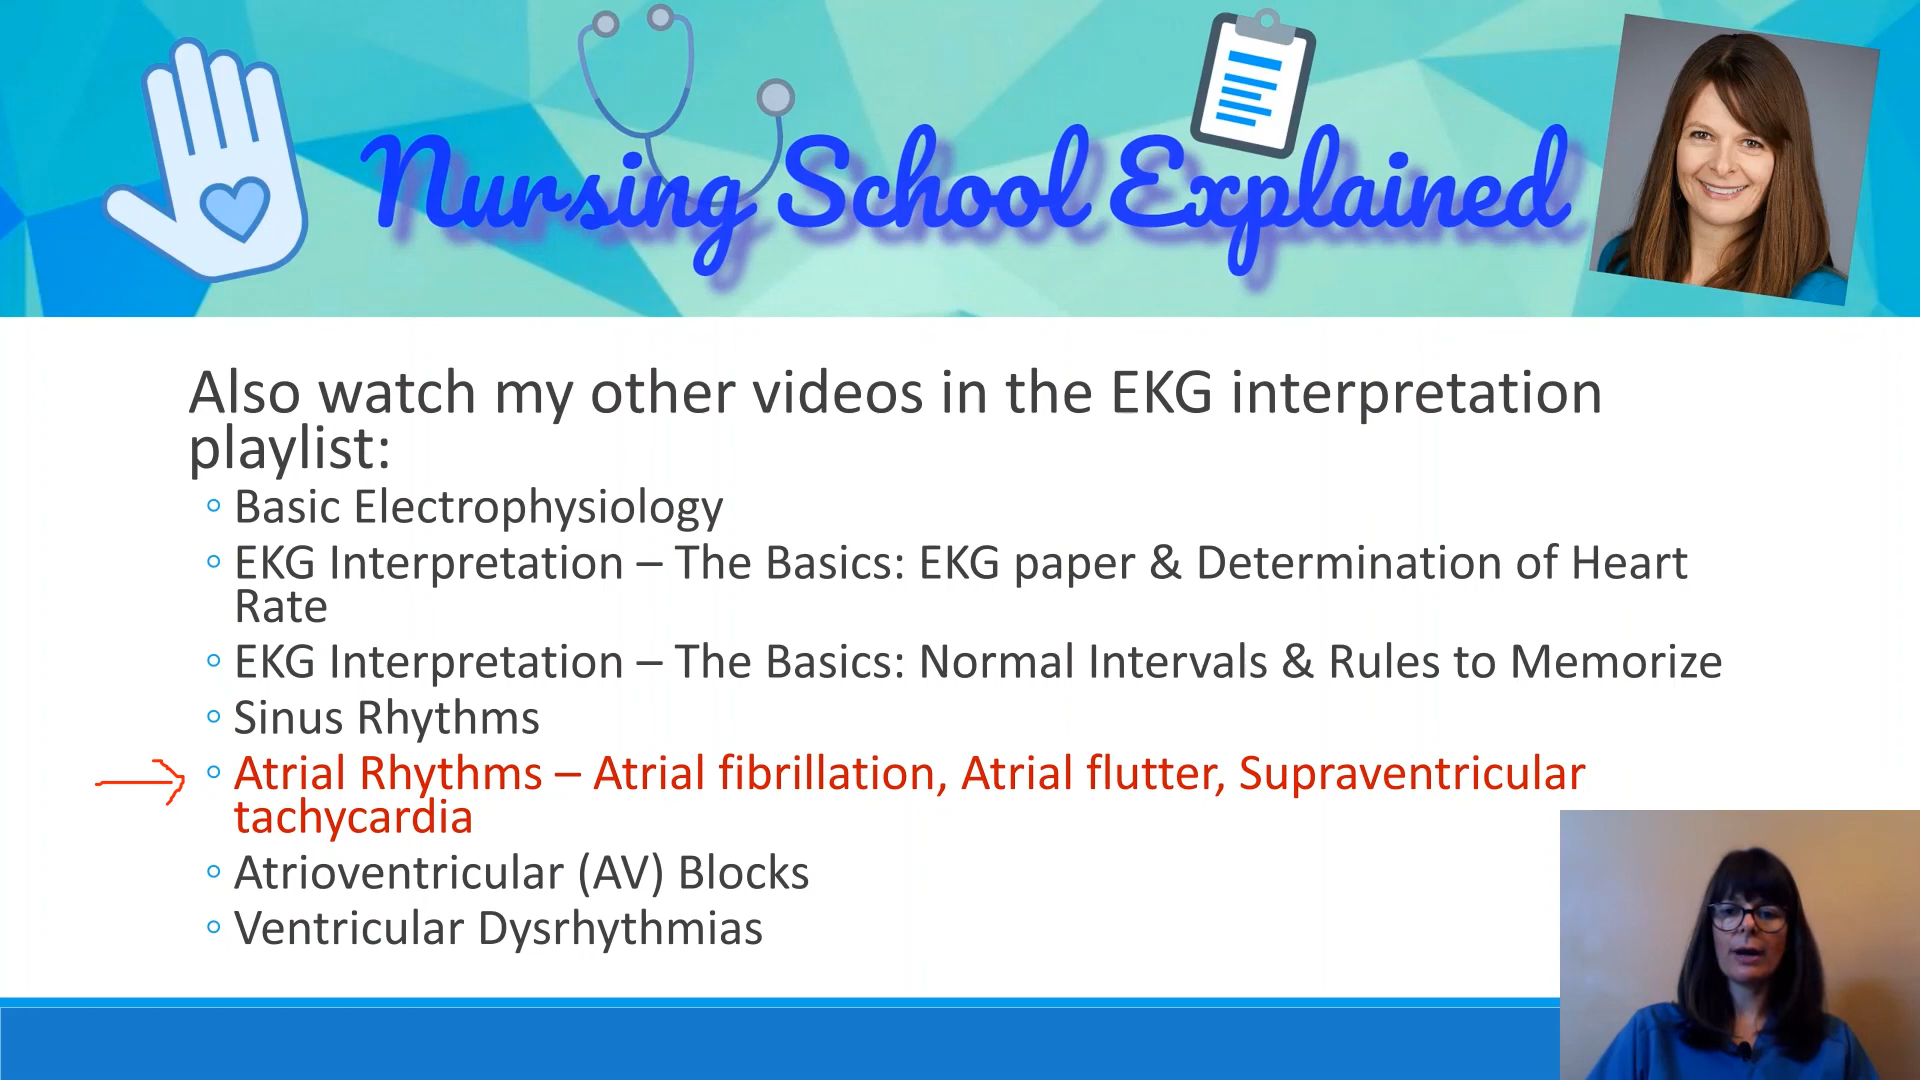 Nursing School Explained
Also watch my other videos in the EKG interpretation
playlist:
◦ Basic Electrophysiology
◦ EKG Interpretation – The Basics: EKG paper & Determination of Heart
Rate
◦ EKG Interpretation – The Basics: Normal Intervals & Rules to Memorize
◦ Sinus Rhythms
◦ Atrial Rhythms – Atrial fibrillation, Atrial flutter, Supraventricular
tachycardia
◦ Atrioventricular (AV) Blocks
◦ Ventricular Dysrhythmias